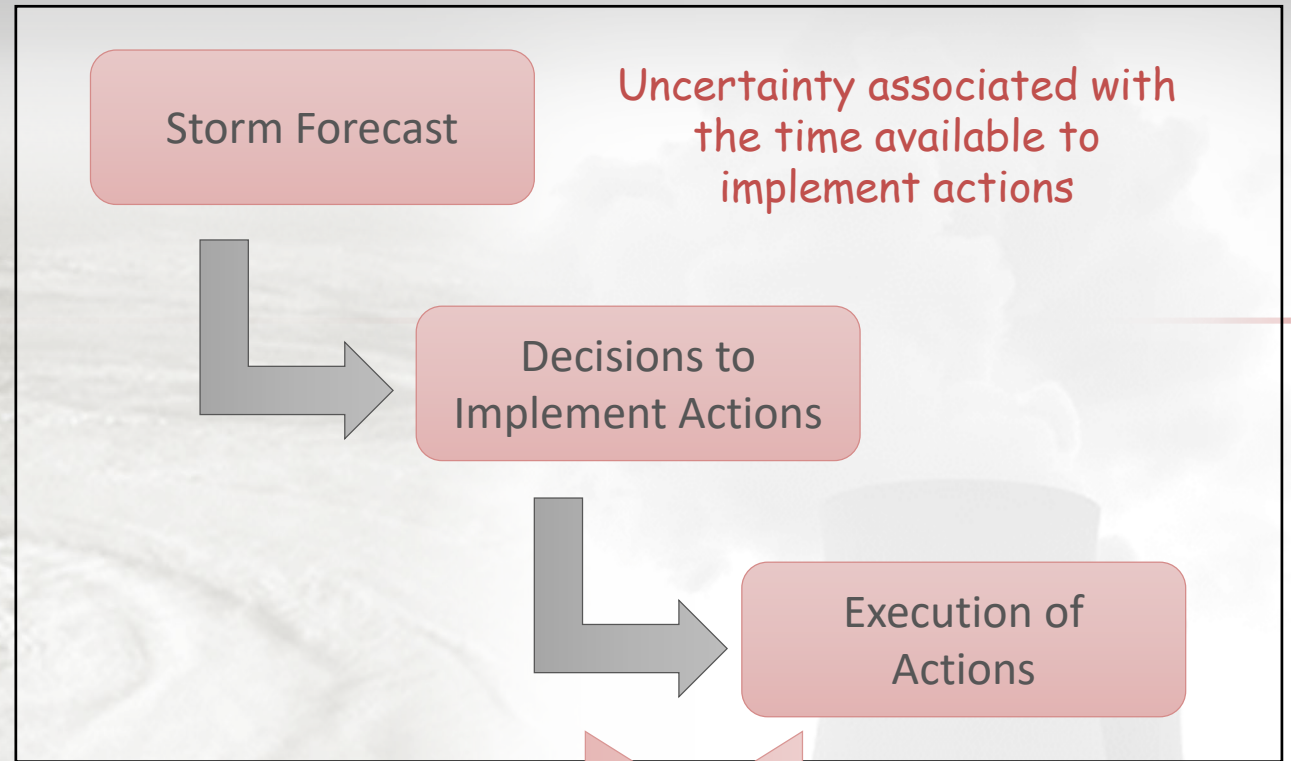 Storm Forecast
Uncertainty associated with
the time available to
implement actions
Decisions to
Implement Actions
Execution of
Actions